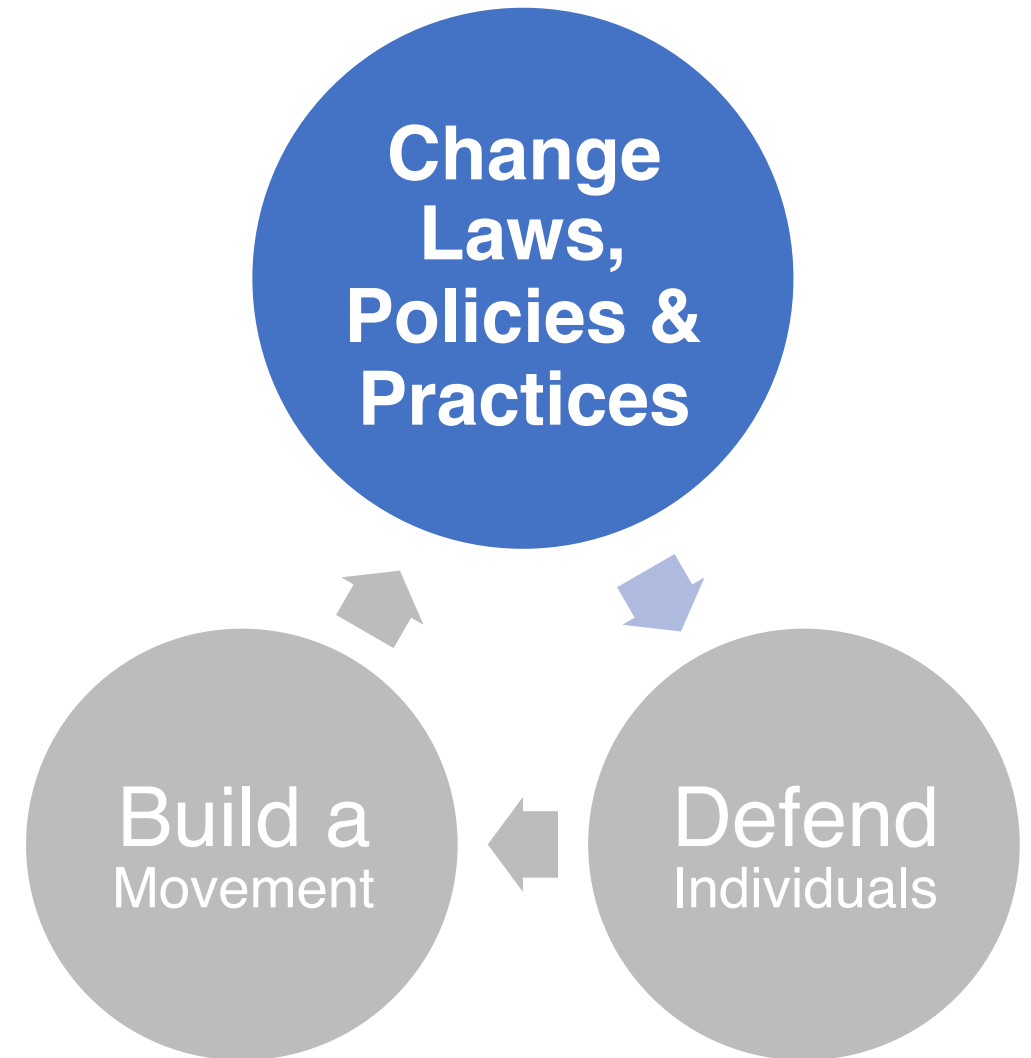 Change
Laws,
Policies &
Practices
Build a
Movement
Defend
Individuals